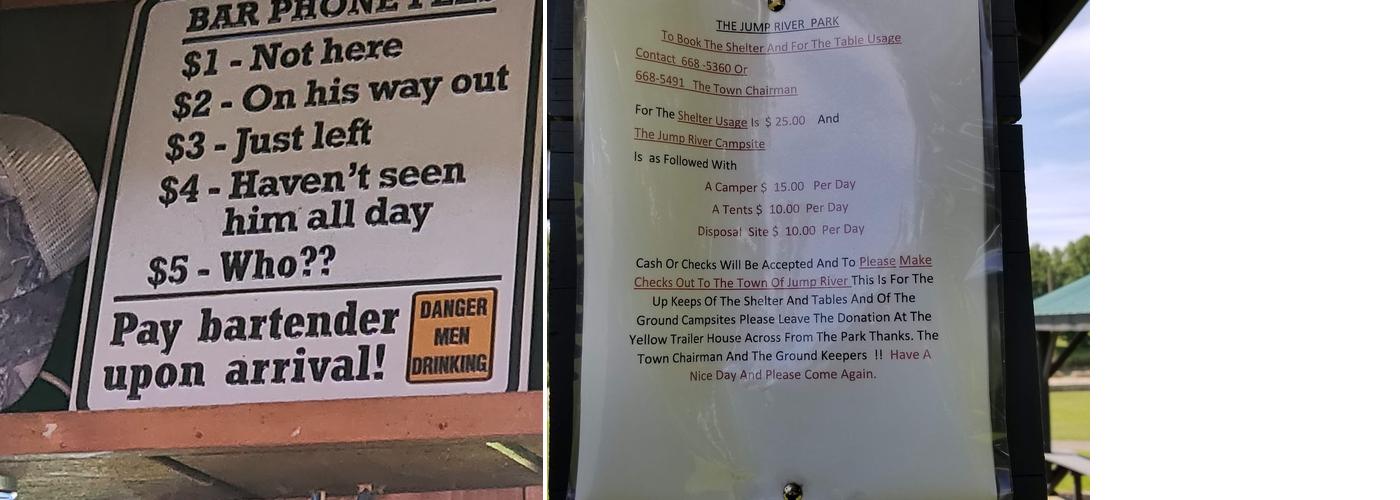 BAR PHONE FEES
$1 - Not here
$2 - On his way out
$3 - Just left
$4 - Haven't seen
him all day
$5 - Who??
Pay bartender
upon arrival!
DANGER
MEN
DRINKING
THE JUMP RIVER PARK
To Book The Shelter And For The Table Usage
Contact 668 -5360 Or
668-5491 The Town Chairman
For The Shelter Usage Is $ 25.00 And
The Jump River Campsite
Is as Followed With
A Camper $ 15.00 Per Day
A Tents $ 10.00 Per Day
Disposal Site $ 10.00 Per Day
Cash Or Checks Will Be Accepted And To Please Make
Checks Out To The Town Of Jump River This Is For The
Up Keeps Of The Shelter And Tables And Of The
Ground Campsites Please Leave The Donation At The
Yellow Trailer House Across From The Park Thanks. The
Town Chairman And The Ground Keepers !! Have A
Nice Day And Please Come Again.